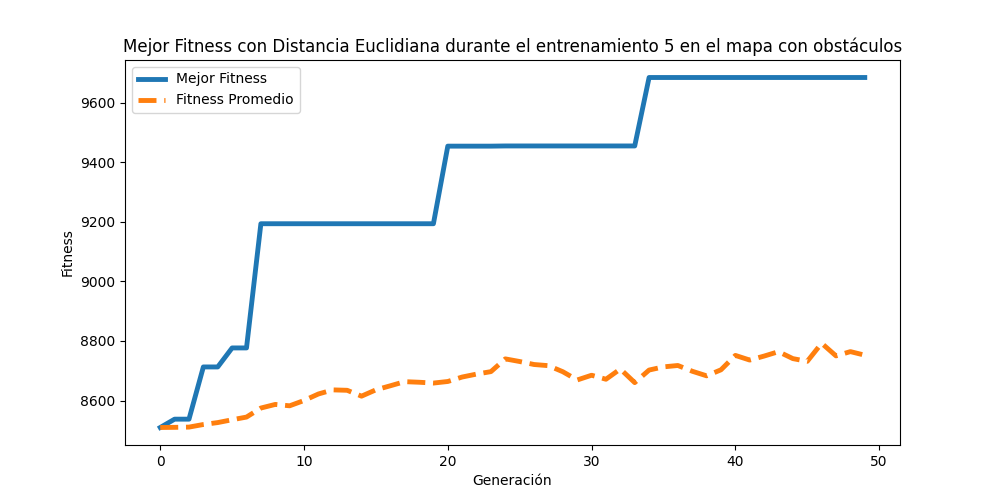 Mejor Fitness con Distancia Euclidiana durante el entrenamiento 5 en el mapa con obstáculos
Mejor Fitness
Fitness Promedio
Fitness
9600
9400
9200
9000
8800
8600
0 10 20 30 40 50
Generación